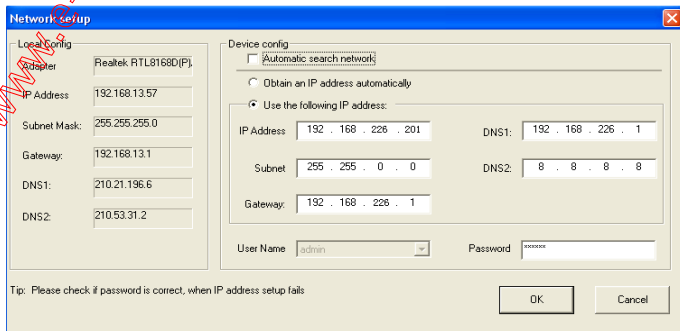 Network setup
Local Config
Adapter
Realtek RTL8168D(P).
IP Address
192.168.13.57
Subnet Mask:
255.255.255.0
Gateway:
192.168.13.1
DNS1:
210.21.196.6
DNS2:
210.53.31.2
Device config
Automatic search network
Obtain an IP address automatically
Use the following IP address:
IP Address 192 . 168 . 226 . 201
DNS1: 192 . 168 . 226 . 1
Subnet 255 . 255 . 0 . 0
DNS2: 8 . 8 . 8 . 8
Gateway: 192 . 168 . 226 . 1
User Name admin
Password ******
Tip: Please check if password is correct, when IP address setup fails
OK
Cancel
www.